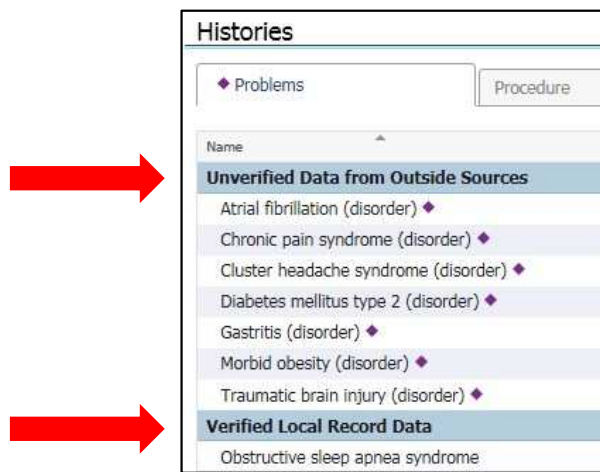 Histories
Problems
Procedure
Name
Unverified Data from Outside Sources
Atrial fibrillation (disorder)
Chronic pain syndrome (disorder)
Cluster headache syndrome (disorder)
Diabetes mellitus type 2 (disorder)
Gastritis (disorder)
Morbid obesity (disorder)
Traumatic brain injury (disorder)
Verified Local Record Data
Obstructive sleep apnea syndrome